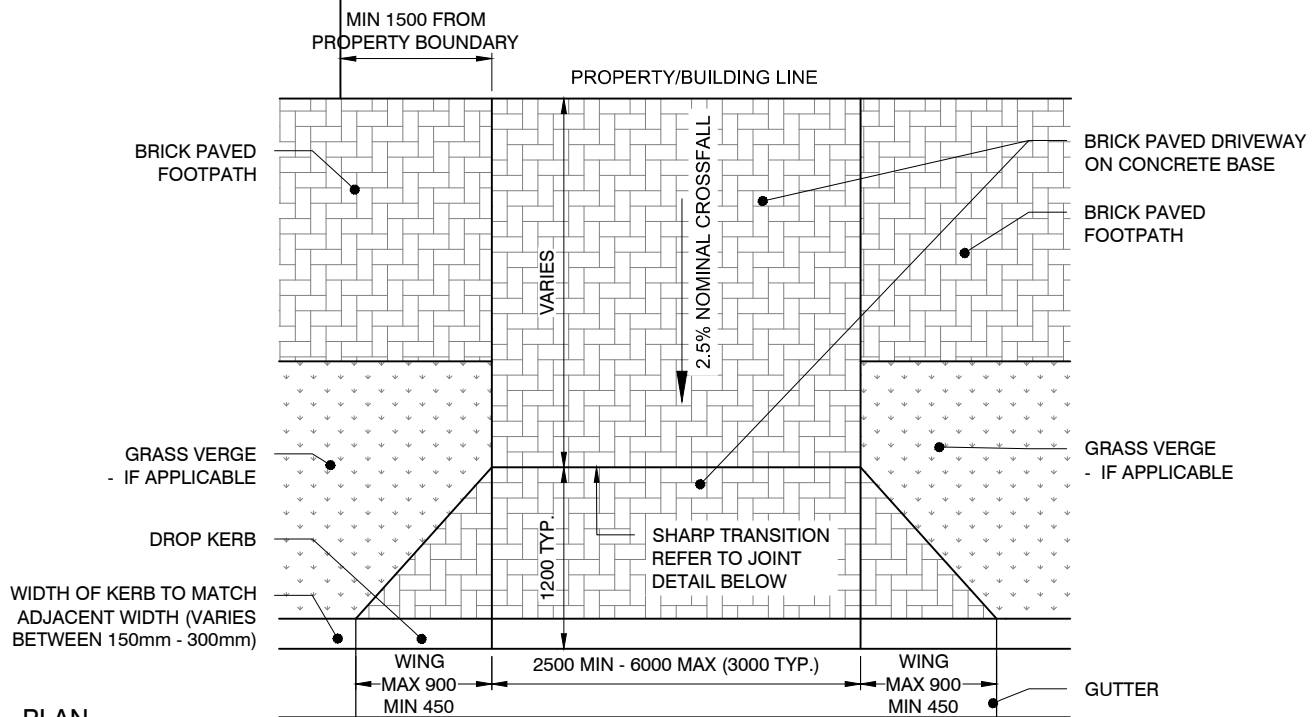 MIN 1500 FROM
PROPERTY BOUNDARY
PROPERTY/BUILDING LINE
BRICK PAVED
FOOTPATH
VARIES
2.5% NOMINAL CROSSFALL
BRICK PAVED DRIVEWAY
ON CONCRETE BASE
BRICK PAVED
FOOTPATH
GRASS VERGE
- IF APPLICABLE
GRASS VERGE
- IF APPLICABLE
DROP KERB
1200 TYP.
SHARP TRANSITION
REFER TO JOINT
DETAIL BELOW
WIDTH OF KERB TO MATCH
ADJACENT WIDTH (VARIES
BETWEEN 150mm - 300mm)
WING
MAX 900
MIN 450
2500 MIN - 6000 MAX (3000 TYP.)
WING
MAX 900
MIN 450
GUTTER
PLAN